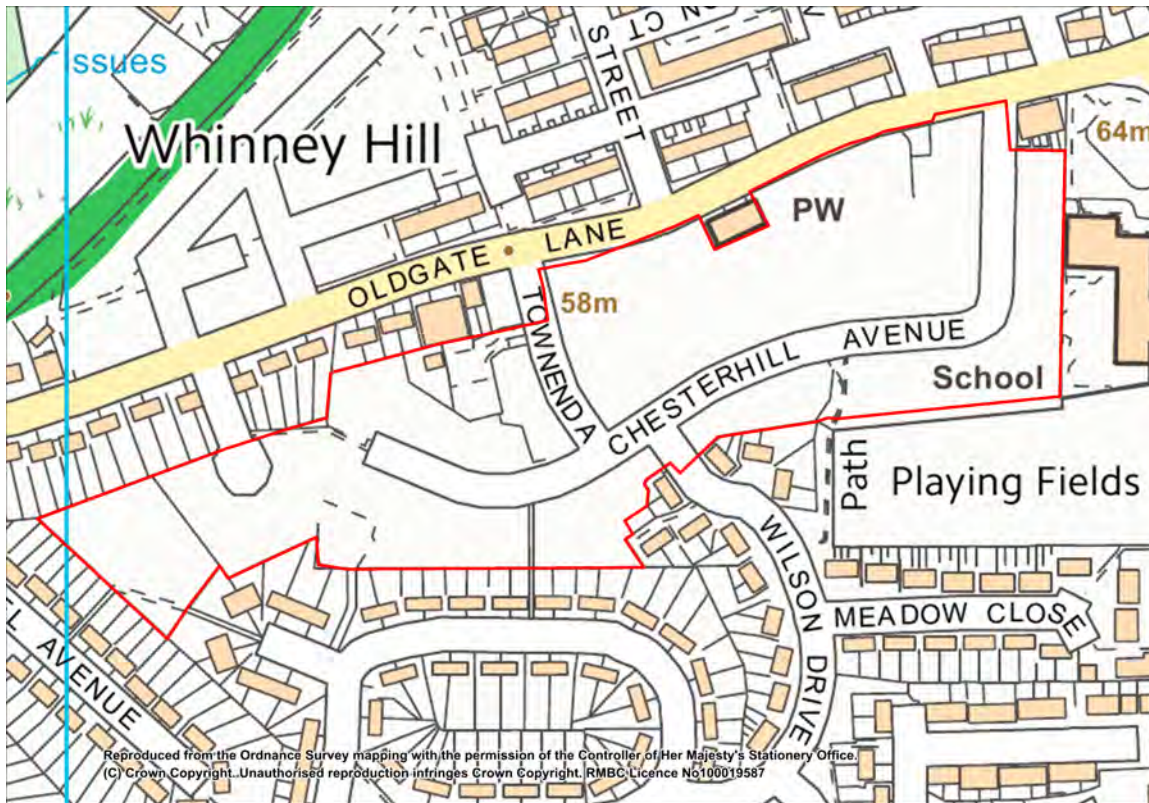 ssues
STREET
N CT
Whinney Hill
64m
PW
OLDGATE LANE
58m
TOWNEND A
CHESTERHILL AVENUE
School
Path
Playing Fields
WILSON DRIVE
MEADOW CLOSE
L AVENUE
Reproduced from the Ordnance Survey mapping with the permission of the Controller of Her Majesty's Stationery Office.
(C) Crown Copyright. Unauthorised reproduction infringes Crown Copyright. RMBC Licence No100019587